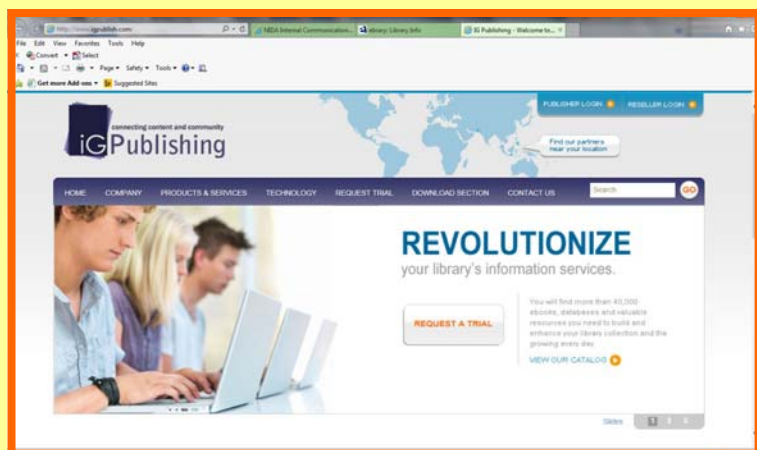 http://www.igpublish.com/
NIDA Internal Communication...
ebrary: Library Info
IG Publishing - Welcome to...
File Edit View Favorites Tools Help
Convert Select
Page Safety Tools
Get more Add-ons Suggested Sites
PUBLISHER LOGIN RESELLER LOGIN
connecting content and community
iGPublishing
Find our partners
near your location
HOME COMPANY PRODUCTS & SERVICES TECHNOLOGY REQUEST TRIAL DOWNLOAD SECTION CONTACT US Search GO
REVOLUTIONIZE
your library's information services.
REQUEST A TRIAL
You will find more than 40,000
ebooks, databases and valuable
resources you need to build and
enhance your library collection and the
growing every day
VIEW OUR CATALOG
Slides 1 2 3